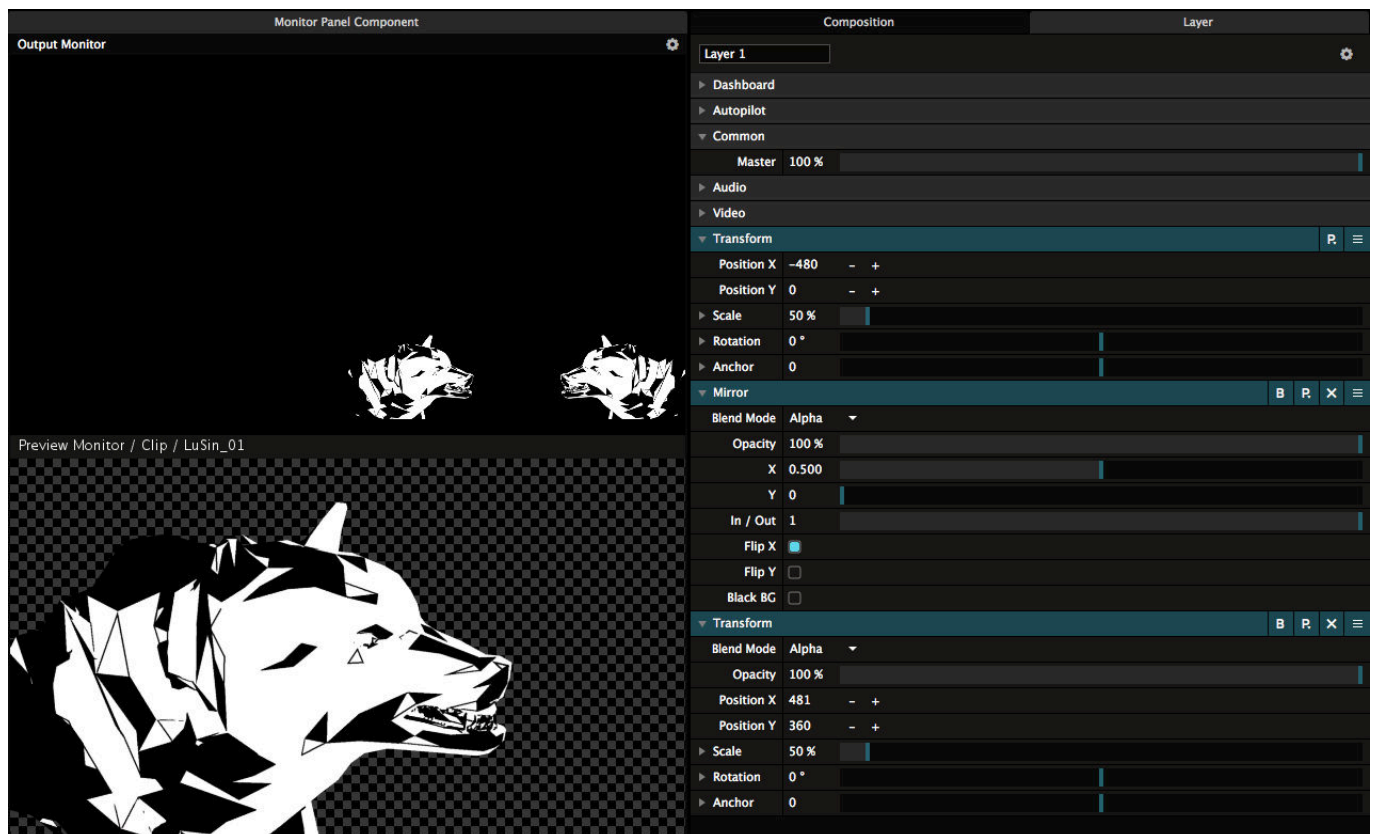 Monitor Panel Component
Output Monitor
Preview Monitor / Clip / LuSin_01
Composition Layer
Layer 1
Dashboard
Autopilot
Common
Master 100 %
Audio
Video
Transform P.
Position X -480 - +
Position Y 0 - +
Scale 50 %
Rotation 0 °
Anchor 0
Mirror B P. X
Blend Mode Alpha
Opacity 100 %
X 0.500
Y 0
In / Out 1
Flip X
Flip Y
Black BG
Transform B P. X
Blend Mode Alpha
Opacity 100 %
Position X 481 - +
Position Y 360 - +
Scale 50 %
Rotation 0 °
Anchor 0